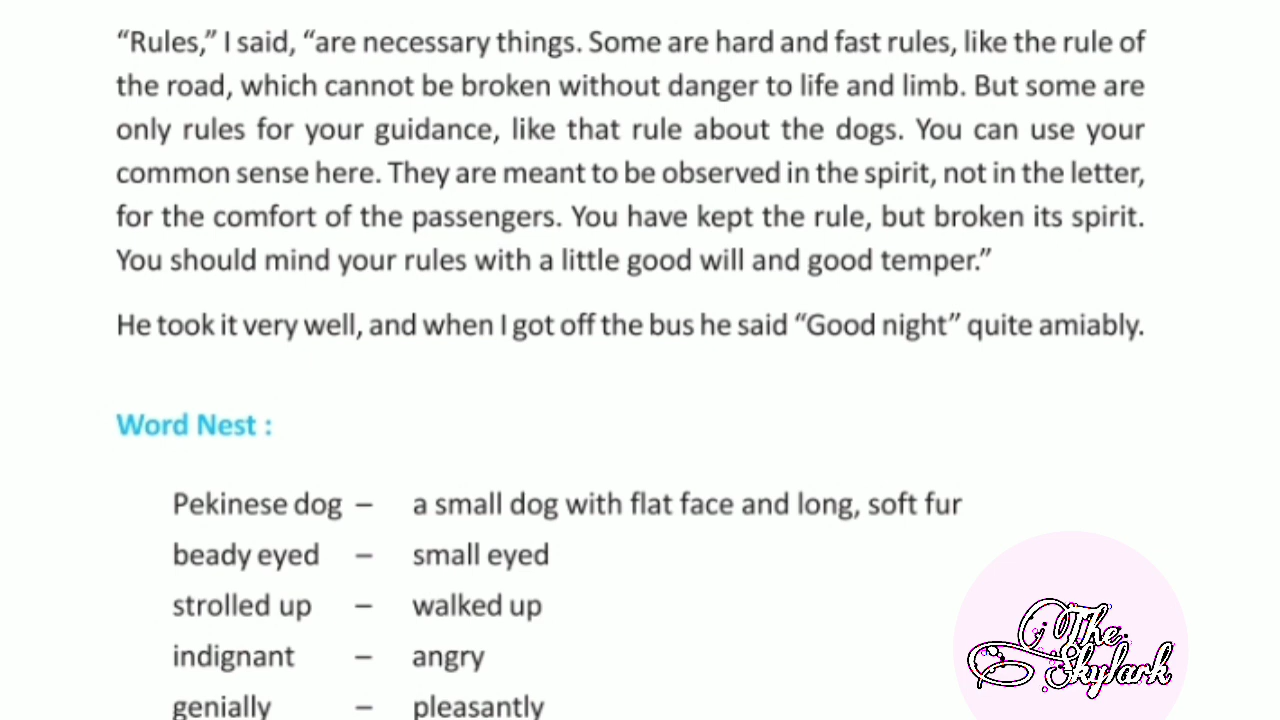 “Rules,” I said, “are necessary things. Some are hard and fast rules, like the rule of
the road, which cannot be broken without danger to life and limb. But some are
only rules for your guidance, like that rule about the dogs. You can use your
common sense here. They are meant to be observed in the spirit, not in the letter,
for the comfort of the passengers. You have kept the rule, but broken its spirit.
You should mind your rules with a little good will and good temper.”
He took it very well, and when I got off the bus he said “Good night” quite amiably.
Word Nest :
Pekinese dog – a small dog with flat face and long, soft fur
beady eyed – small eyed
strolled up – walked up
indignant – angry
genially – pleasantly
The
Skylark